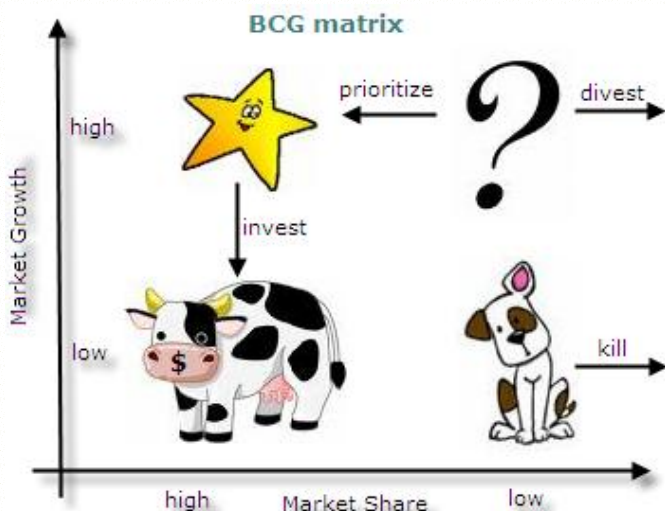 BCG matrix
prioritize
?
divest
high
invest
Market Growth
low
$
kill
high
Market Share
low